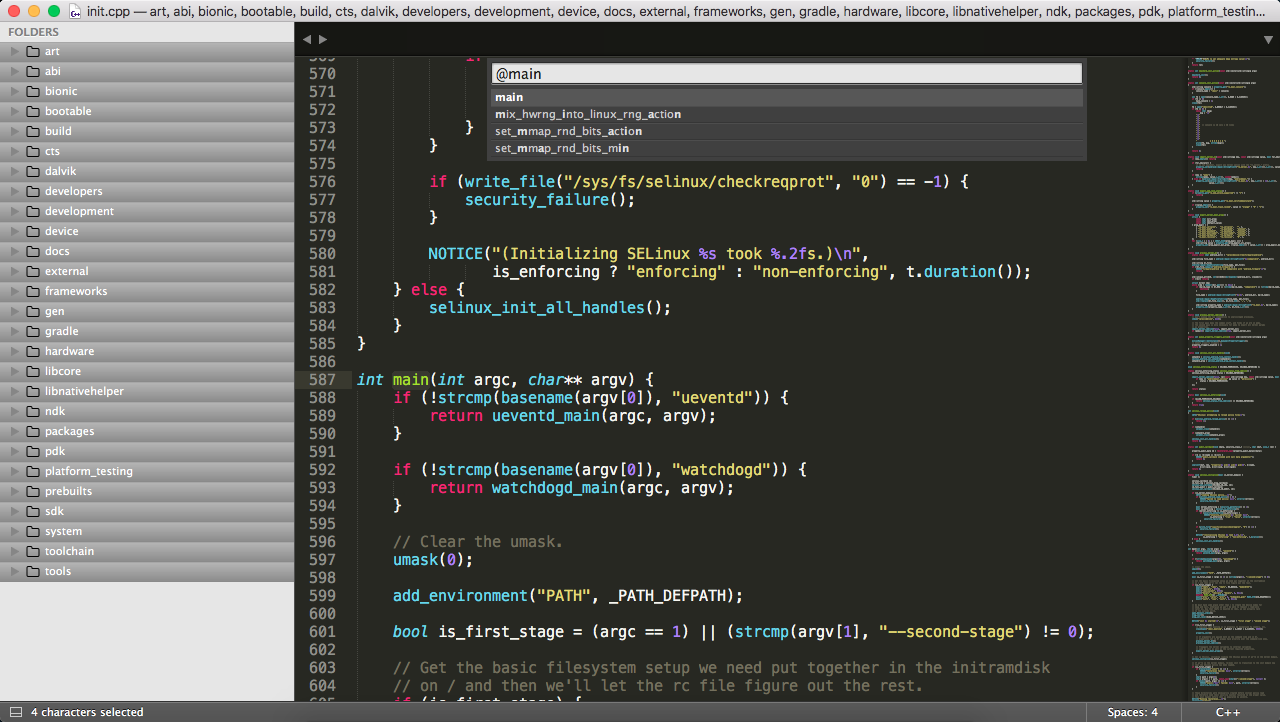 init.cpp — art, abi, bionic, bootable, build, cts, dalvik, developers, development, device, docs, external, frameworks, gen, gradle, hardware, libcore, libnativehelper, ndk, packages, pdk, platform_testin...
FOLDERS
art
abi
bionic
bootable
build
cts
dalvik
developers
development
device
docs
external
frameworks
gen
gradle
hardware
libcore
libnativehelper
ndk
packages
pdk
platform_testing
prebuilts
sdk
system
toolchain
tools
@main
main
mix_hwrng_into_linux_rng_action
set_mmap_rnd_bits_action
set_mmap_rnd_bits_min
569 if
570
571
572
573 }
574 }
575
576 if (write_file("/sys/fs/selinux/checkreqprot", "0") == -1) {
577 security_failure();
578 }
579
580 NOTICE("(Initializing SELinux %s took %.2fs.)\n",
581 is_enforcing ? "enforcing" : "non-enforcing", t.duration());
582 } else {
583 selinux_init_all_handles();
584 }
585 }
586
587 int main(int argc, char** argv) {
588 if (!strcmp(basename(argv[0]), "ueventd")) {
589 return ueventd_main(argc, argv);
590 }
591
592 if (!strcmp(basename(argv[0]), "watchdogd")) {
593 return watchdogd_main(argc, argv);
594 }
595
596 // Clear the umask.
597 umask(0);
598
599 add_environment("PATH", _PATH_DEFPATH);
600
601 bool is_first_stage = (argc == 1) || (strcmp(argv[1], "--second-stage") != 0);
602
603 // Get the basic filesystem setup we need put together in the initramdisk
604 // on / and then we'll let the rc file figure out the rest.
605 if (is_first_stage) {
4 characters selected
Spaces: 4
C++